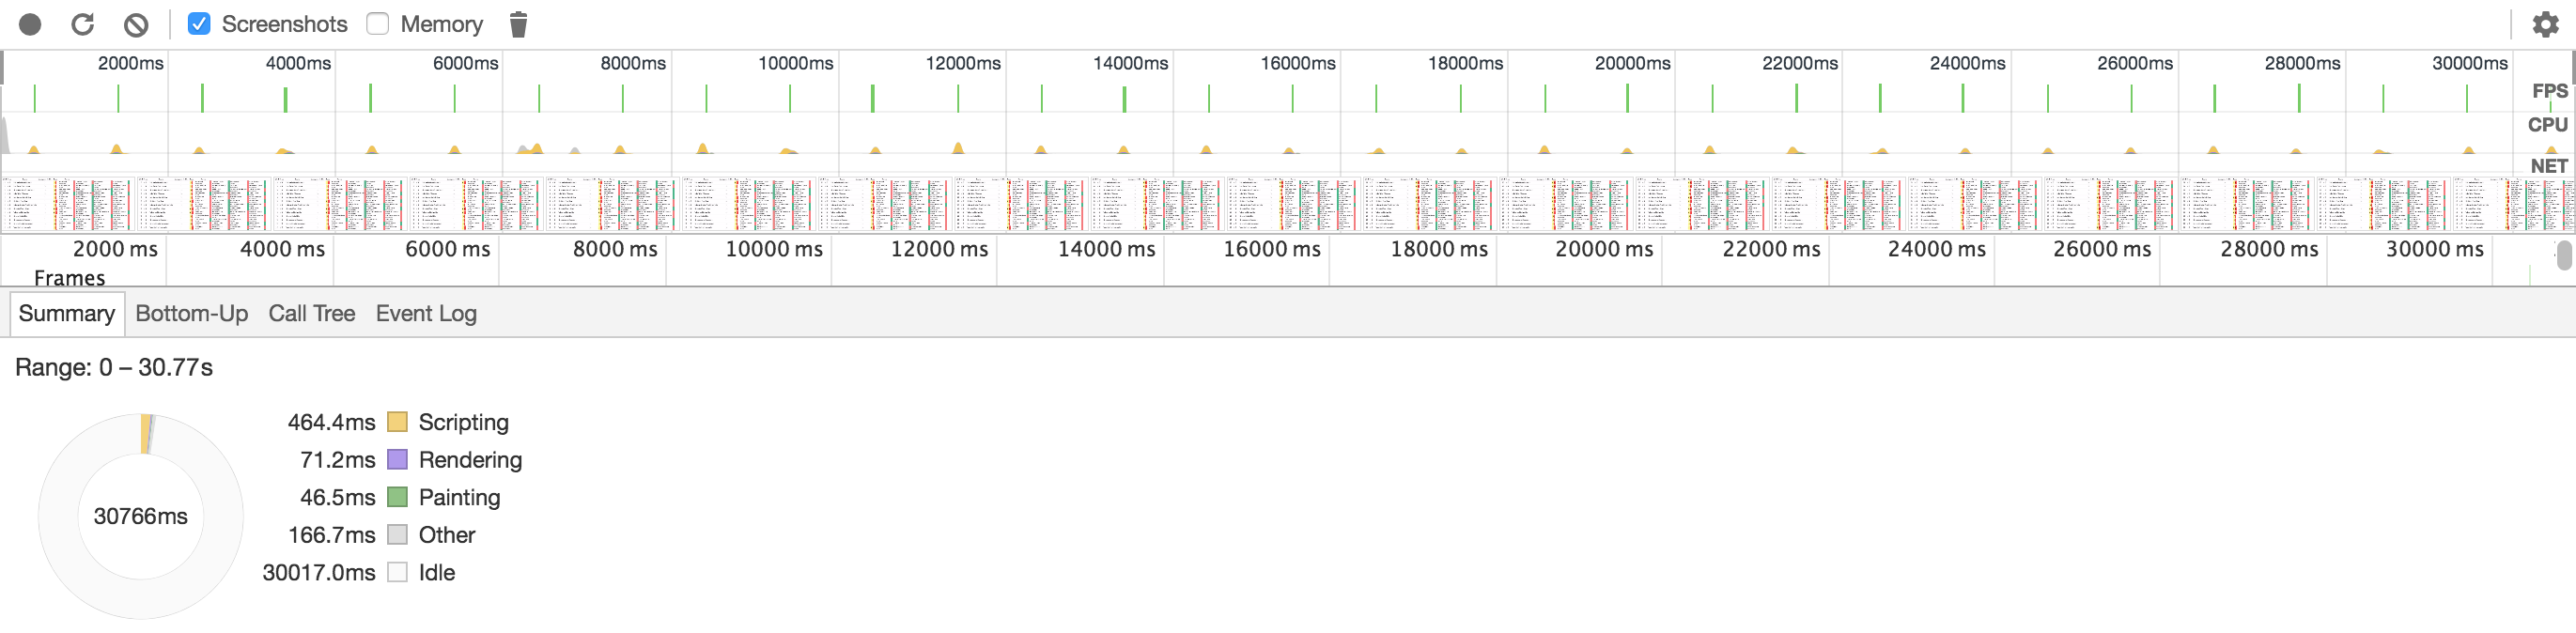 Screenshots Memory
2000ms 4000ms 6000ms 8000ms 10000ms 12000ms 14000ms 16000ms 18000ms 20000ms 22000ms 24000ms 26000ms 28000ms 30000ms
FPS
CPU
NET
2000 ms 4000 ms 6000 ms 8000 ms 10000 ms 12000 ms 14000 ms 16000 ms 18000 ms 20000 ms 22000 ms 24000 ms 26000 ms 28000 ms 30000 ms
Frames
Summary Bottom-Up Call Tree Event Log
Range: 0 – 30.77s
464.4ms Scripting
71.2ms Rendering
46.5ms Painting
30766ms
166.7ms Other
30017.0ms Idle